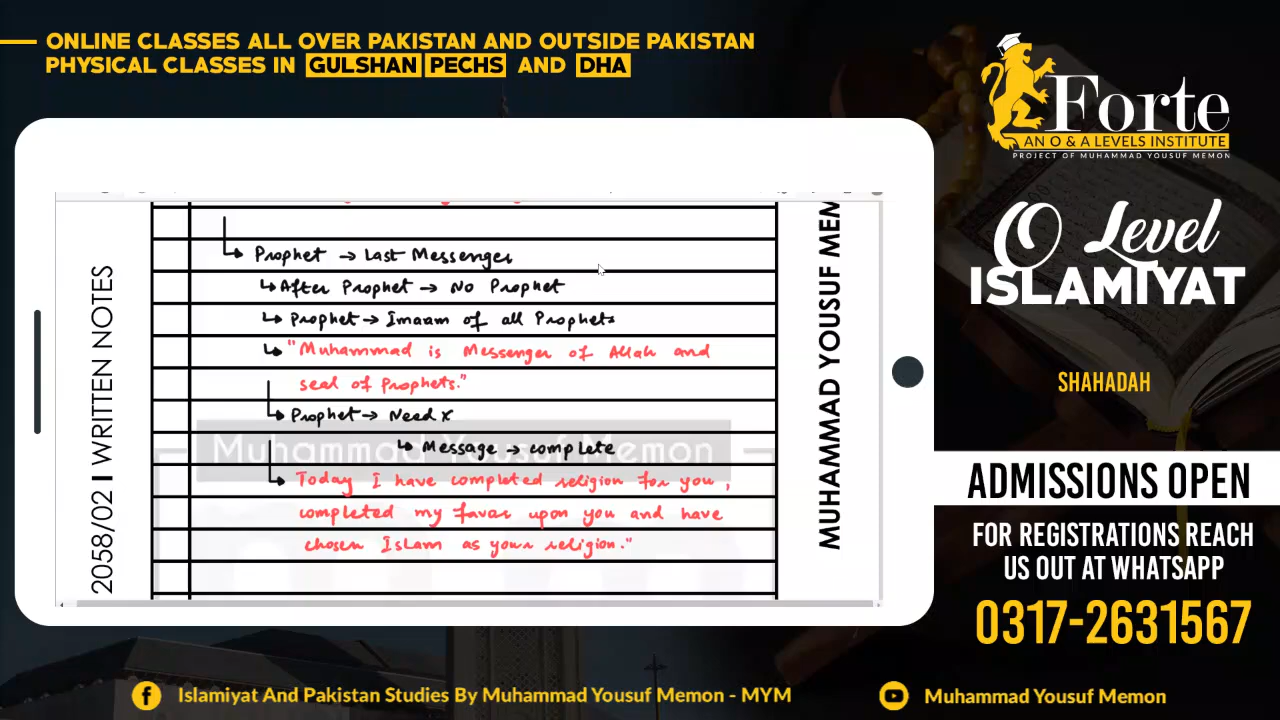 ONLINE CLASSES ALL OVER PAKISTAN AND OUTSIDE PAKISTAN
PHYSICAL CLASSES IN GULSHAN PECHS AND DHA
Forte
AN O & A LEVELS INSTITUTE
PROJECT OF MUHAMMAD YOUSUF MEMON
O Level
ISLAMIYAT
SHAHADAH
ADMISSIONS OPEN
FOR REGISTRATIONS REACH
US OUT AT WHATSAPP
0317-2631567
2058/02 I WRITTEN NOTES
Prophet → Last Messenger
↳ After Prophet → No Prophet
↳ Prophet → Imaam of all Prophets
↳ "Muhammad is Messenger of Allah and
seal of Prophets."
↳ Prophet → Need x
↳ Message → complete
↳ Today I have completed religion for you,
completed my favor upon you and have
chosen Islam as your religion."
Muhammad Yousuf Memon
MUHAMMAD YOUSUF MEM
Islamiyat And Pakistan Studies By Muhammad Yousuf Memon - MYM
Muhammad Yousuf Memon